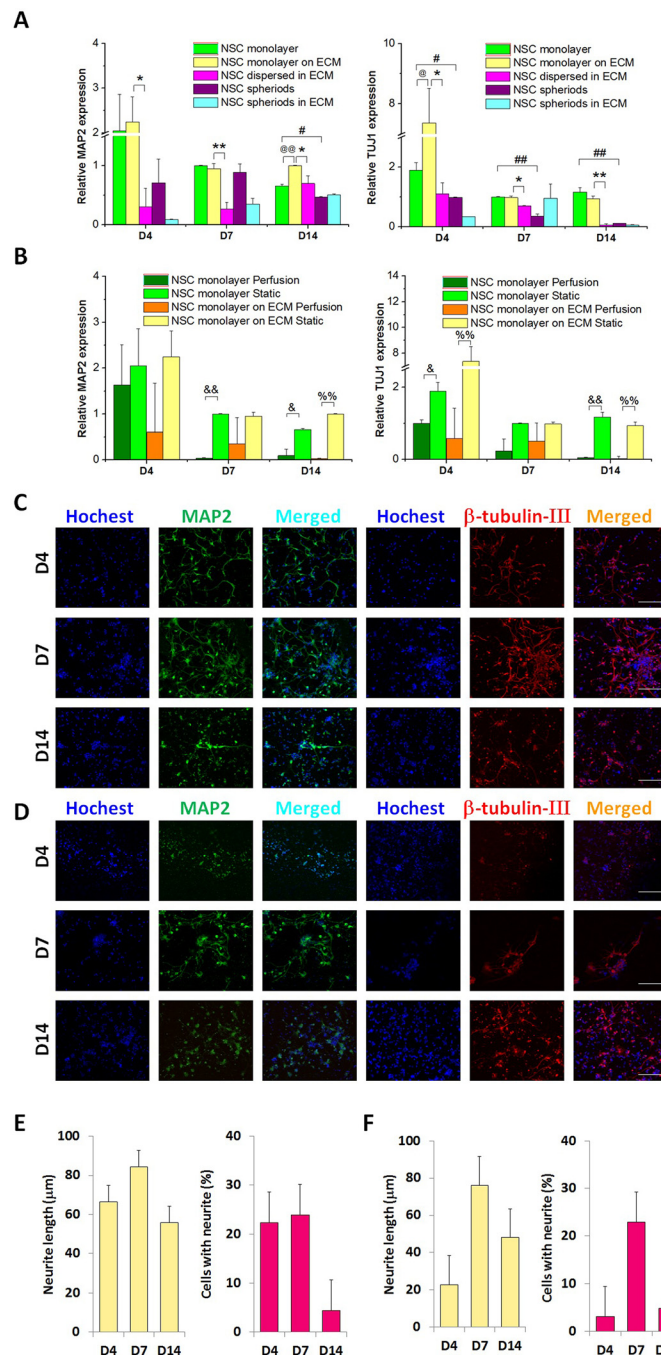 A
Relative MAP2 expression
4
3
2
1
0
NSC monolayer
NSC monolayer on ECM
NSC dispersed in ECM
NSC spheriods
NSC spheriods in ECM
*
**
#
@@ *
D4 D7 D14
Relative TUJ1 expression
10
8
6
4
2
0
NSC monolayer
NSC monolayer on ECM
NSC dispersed in ECM
NSC spheriods
NSC spheriods in ECM
#
@ *
##
*
##
**
D4 D7 D14
B
Relative MAP2 expression
4
3
2
1
0
NSC monolayer Perfusion
NSC monolayer Static
NSC monolayer on ECM Perfusion
NSC monolayer on ECM Static
&&
&
%%
D4 D7 D14
Relative TUJ1 expression
14
12
10
8
6
4
2
0
NSC monolayer Perfusion
NSC monolayer Static
NSC monolayer on ECM Perfusion
NSC monolayer on ECM Static
&
%%
&&
%%
D4 D7 D14
C
Hochest MAP2 Merged Hochest β-tubulin-III Merged
D4
D7
D14
D
Hochest MAP2 Merged Hochest β-tubulin-III Merged
D4
D7
D14
E
Neurite length (μm)
100
80
60
40
20
0
D4 D7 D14
Cells with neurite (%)
40
30
20
10
0
D4 D7 D14
F
Neurite length (μm)
100
80
60
40
20
0
D4 D7 D14
Cells with neurite (%)
40
30
20
10
0
D4 D7